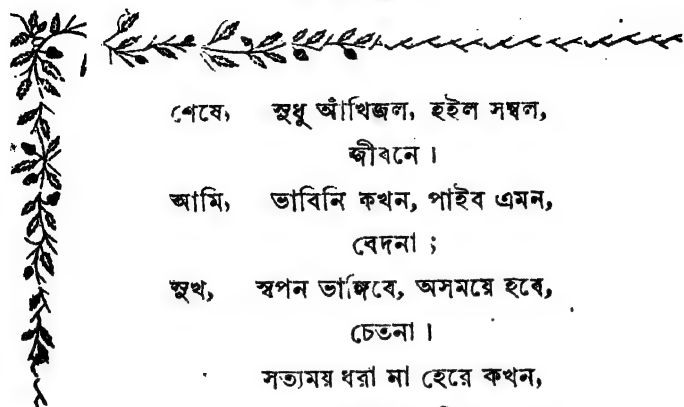 শেষে, সুধু আঁখিজল, হইল সম্বল,
জীবনে ।
আমি, ভাবিনি কখন, পাইব এমন,
বেদনা ;
সুখ, স্বপন ভাঙ্গিবে, অসময়ে হবে,
চেতনা ।
সত্যময় ধরা না হেরে কখন,